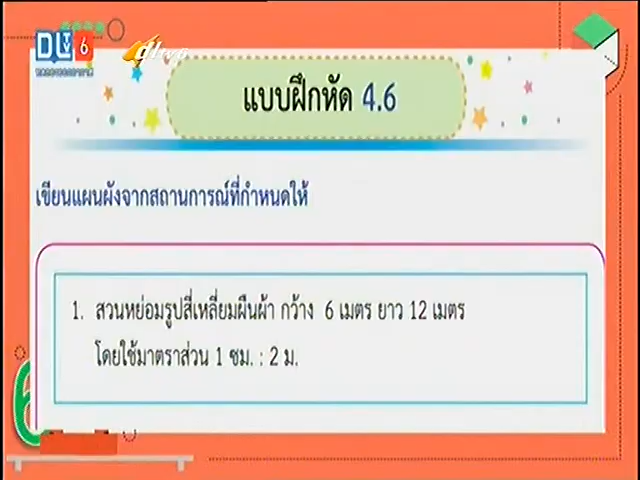 DLTV 6
dltv
แบบฝึกหัด 4.6
เขียนแผนผังจากสถานการณ์ที่กำหนดให้
1. สวนหย่อมรูปสี่เหลี่ยมผืนผ้า กว้าง 6 เมตร ยาว 12 เมตร
โดยใช้มาตราส่วน 1 ซม. : 2 ม.